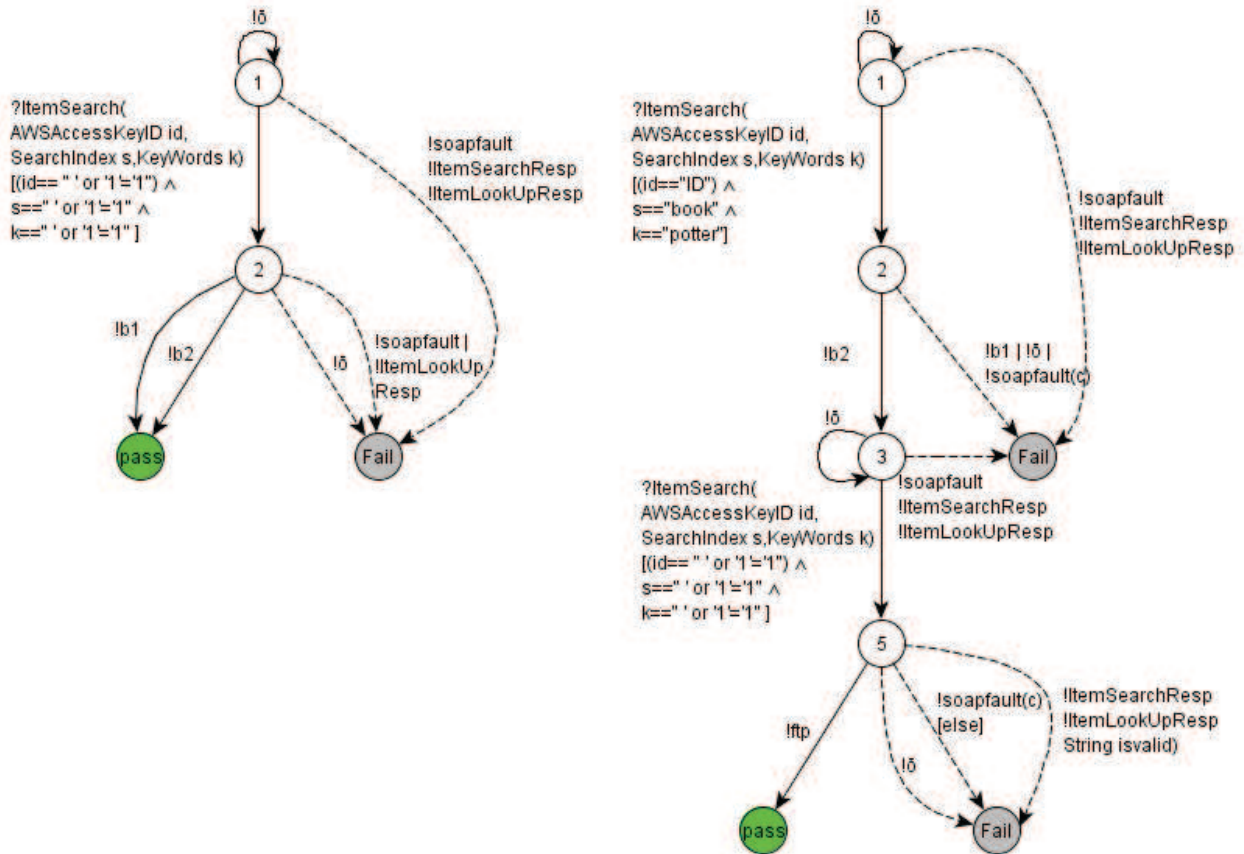 !δ
1
?ItemSearch(
AWSAccessKeyID id,
SearchIndex s,KeyWords k)
[(id== " ' or '1'='1") ∧
s==" ' or '1'='1" ∧
k==" ' or '1'='1" ]
!soapfault
!ItemSearchResp
!ItemLookUpResp
2
!b1
!b2
!δ
!soapfault |
!ItemLookUp
Resp
pass
Fail
!δ
1
?ItemSearch(
AWSAccessKeyID id,
SearchIndex s,KeyWords k)
[(id=="ID") ∧
s=="book" ∧
k=="potter"]
!soapfault
!ItemSearchResp
!ItemLookUpResp
2
!b2
!b1 | !δ |
!soapfault(c)
!δ
3
Fail
!soapfault
!ItemSearchResp
!ItemLookUpResp
?ItemSearch(
AWSAccessKeyID id,
SearchIndex s,KeyWords k)
[(id== " ' or '1'='1") ∧
s==" ' or '1'='1" ∧
k==" ' or '1'='1" ]
5
!ftp
!δ
!soapfault(c)
[else]
!ItemSearchResp
!ItemLookUpResp
String isvalid)
pass
Fail